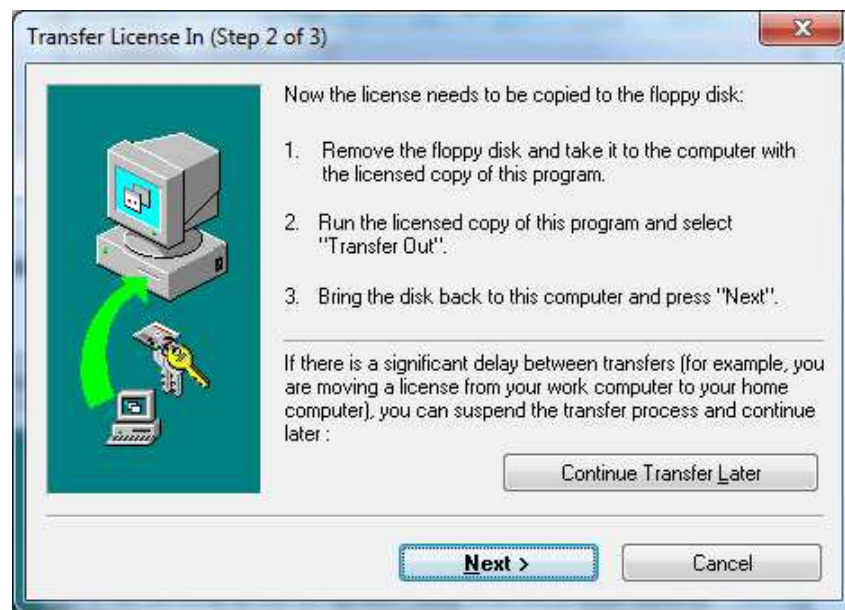 Transfer License In (Step 2 of 3)
Now the license needs to be copied to the floppy disk:
1. Remove the floppy disk and take it to the computer with
the licensed copy of this program.
2. Run the licensed copy of this program and select
"Transfer Out".
3. Bring the disk back to this computer and press "Next".
If there is a significant delay between transfers (for example, you
are moving a license from your work computer to your home
computer), you can suspend the transfer process and continue
later :
Continue Transfer Later
Next >
Cancel